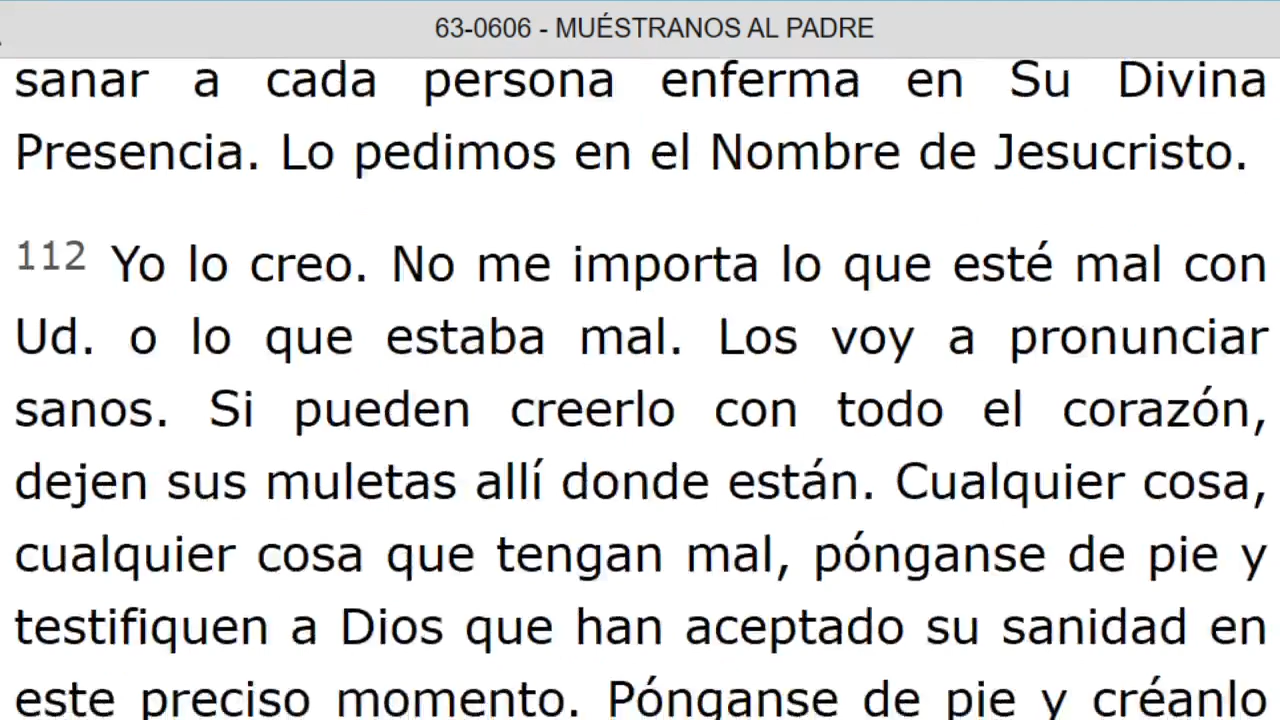 63-0606 - MUÉSTRANOS AL PADRE
sanar a cada persona enferma en Su Divina
Presencia. Lo pedimos en el Nombre de Jesucristo.
112 Yo lo creo. No me importa lo que esté mal con
Ud. o lo que estaba mal. Los voy a pronunciar
sanos. Si pueden creerlo con todo el corazón,
dejen sus muletas allí donde están. Cualquier cosa,
cualquier cosa que tengan mal, pónganse de pie y
testifiquen a Dios que han aceptado su sanidad en
este preciso momento. Pónganse de pie y créanlo